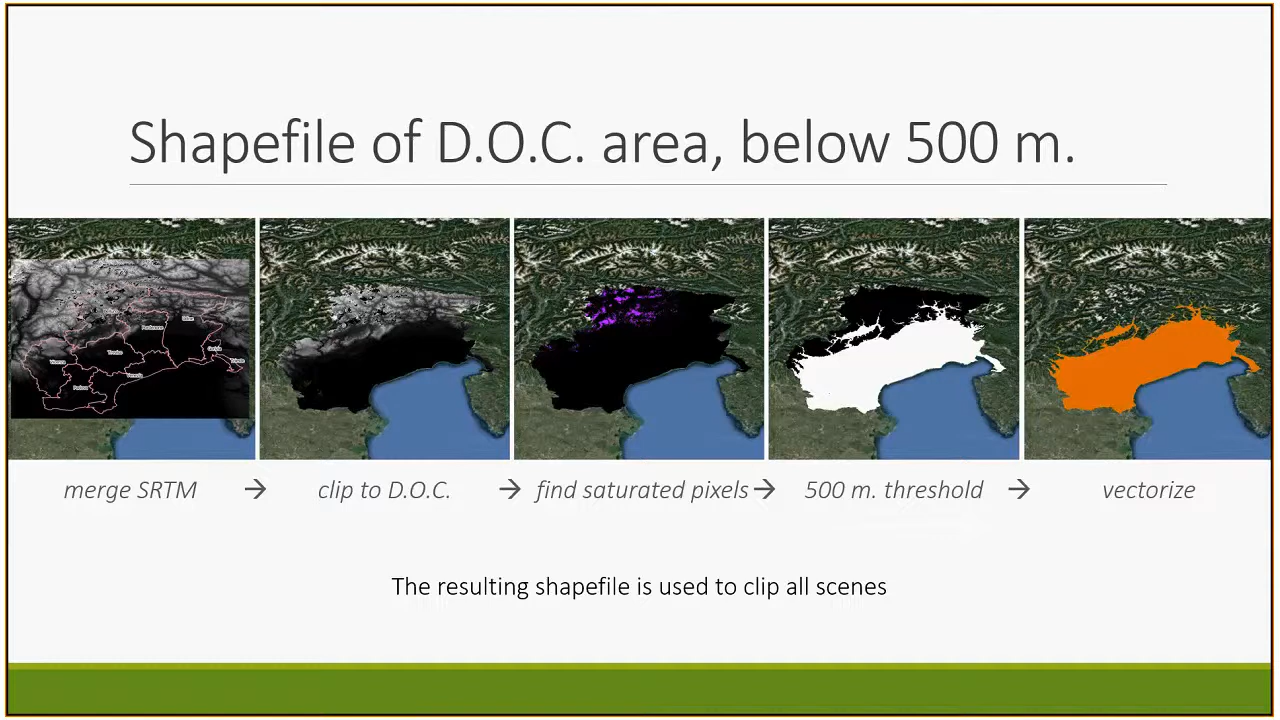 Shapefile of D.O.C. area, below 500 m.
merge SRTM → clip to D.O.C. → find saturated pixels → 500 m. threshold → vectorize
The resulting shapefile is used to clip all scenes